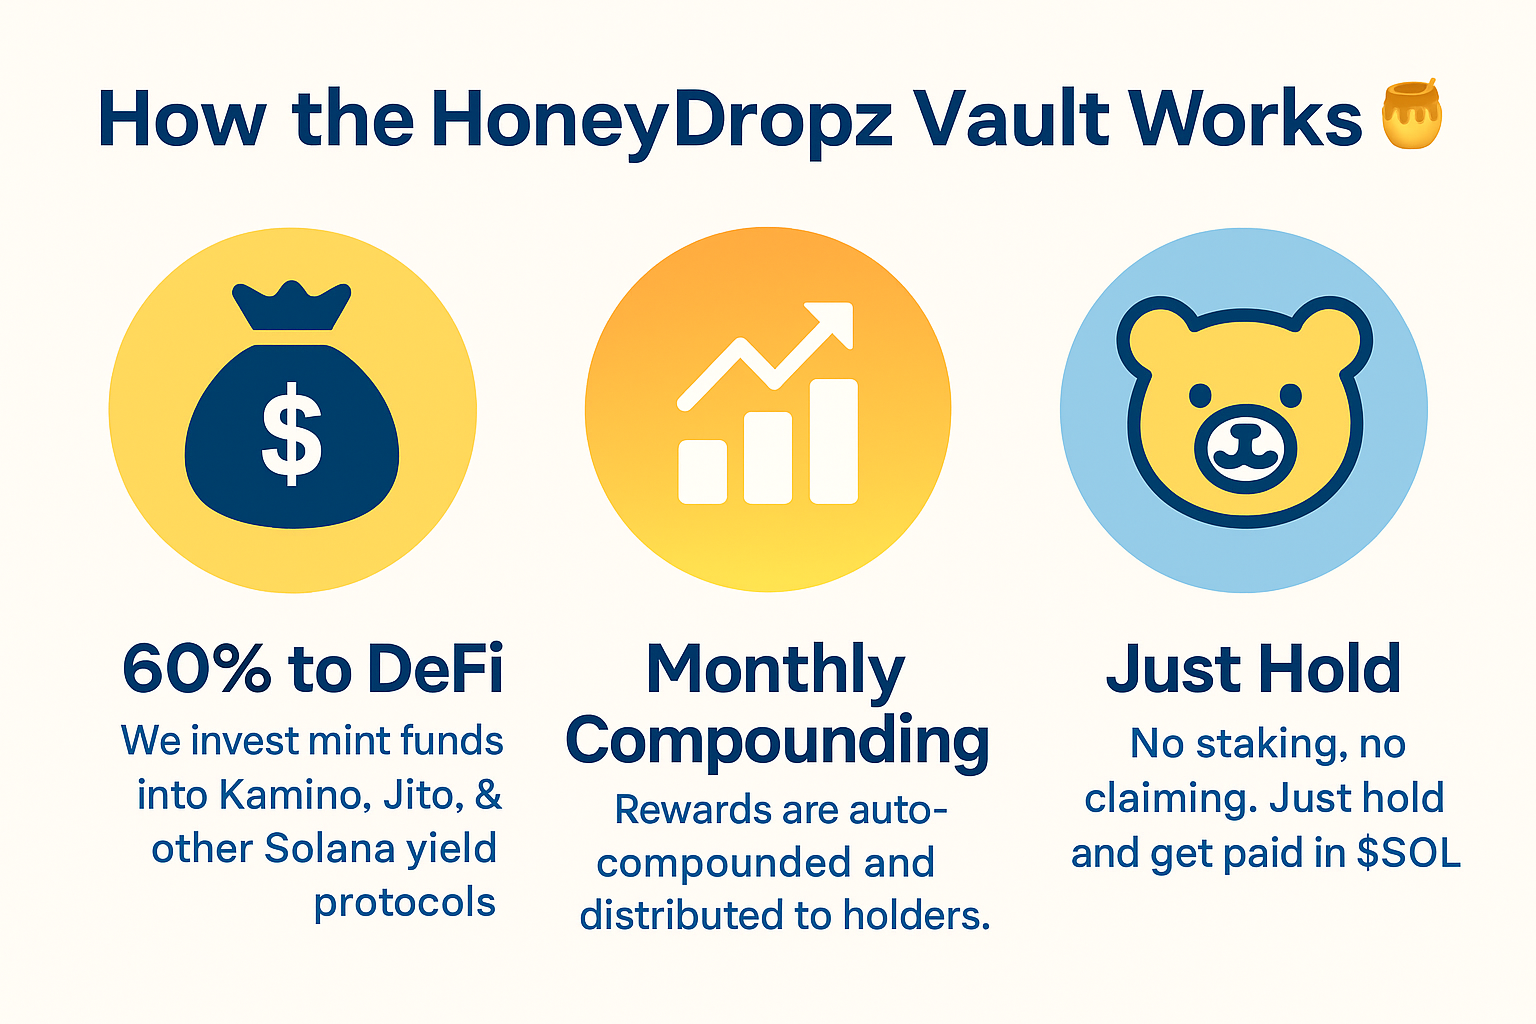 How the HoneyDropz Vault Works 🍯
$
60% to DeFi
We invest mint funds
into Kamino, Jito, &
other Solana yield
protocols
Monthly
Compounding
Rewards are auto-
compounded and
distributed to holders.
Just Hold
No staking, no
claiming. Just hold
and get paid in $SOL